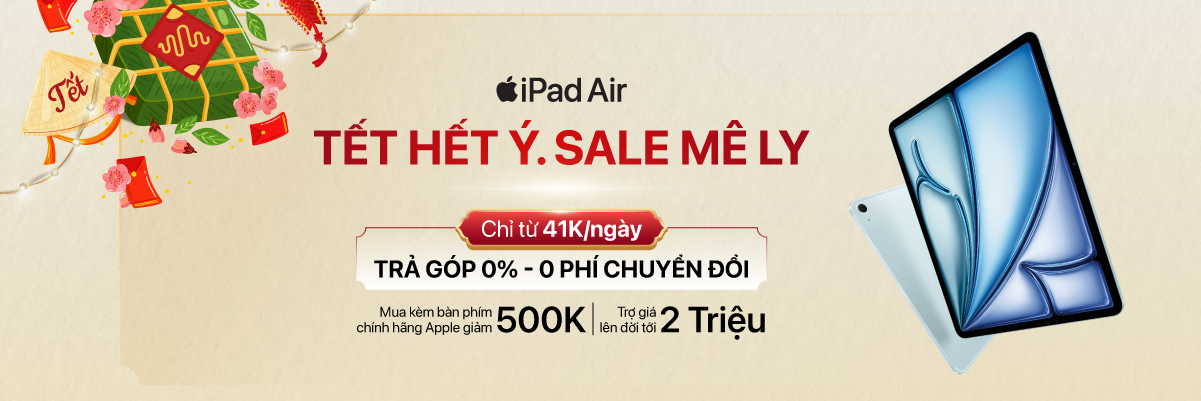 Tết
iPad Air
TẾT HẾT Ý. SALE MÊ LY
Chỉ từ 41K/ngày
TRẢ GÓP 0% - 0 PHÍ CHUYỂN ĐỔI
Mua kèm bàn phím
chính hãng Apple giảm 500K
Trợ giá
lên đời tới 2 Triệu